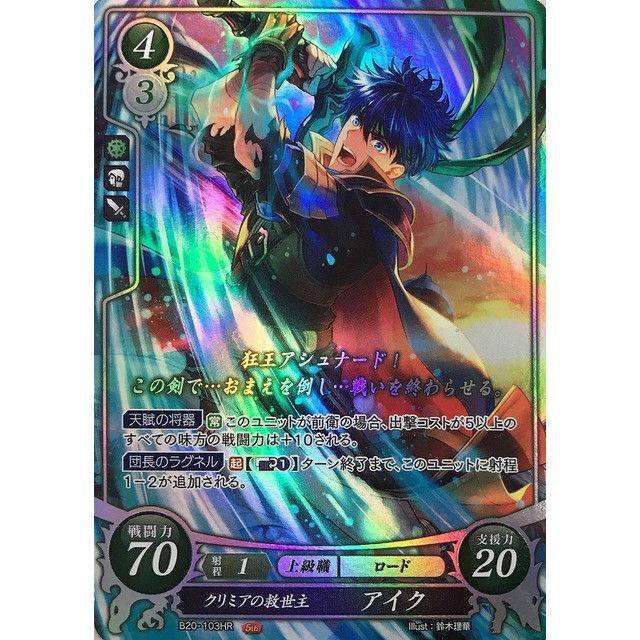 4
3
狂王アシュナード！
この剣で…おまえを倒し…戦いを終わらせる。
天賦の将器 常 このユニットが前衛の場合、出撃コストが5以上の
すべての味方の戦闘力は＋10される。
団長のラグネル 起【 1】ターン終了まで、このユニットに射程
1－2が追加される。
戦闘力
70
射程 1 上級職 ロード
支援力
20
クリミアの救世主 アイク
B20-103HR 5th Illust：鈴木理華